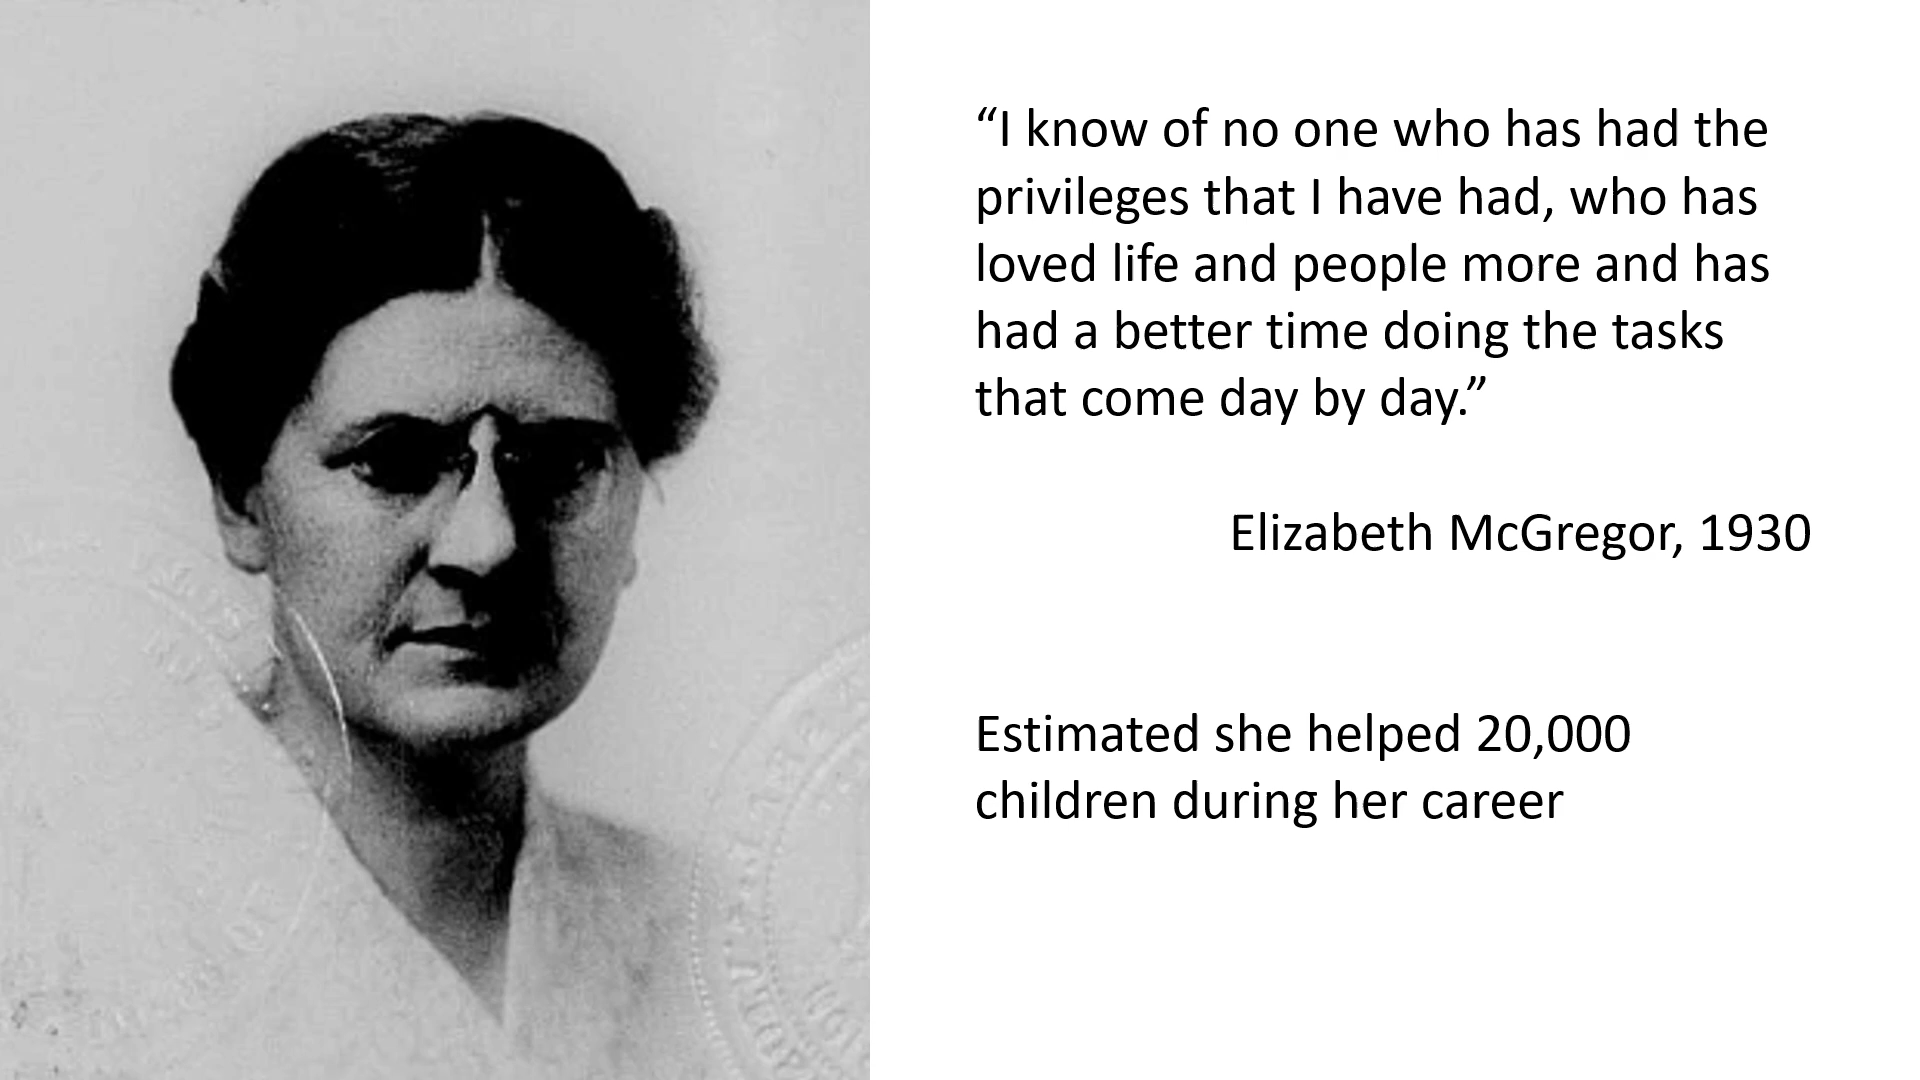 “I know of no one who has had the
privileges that I have had, who has
loved life and people more and has
had a better time doing the tasks
that come day by day.”
Elizabeth McGregor, 1930
Estimated she helped 20,000
children during her career